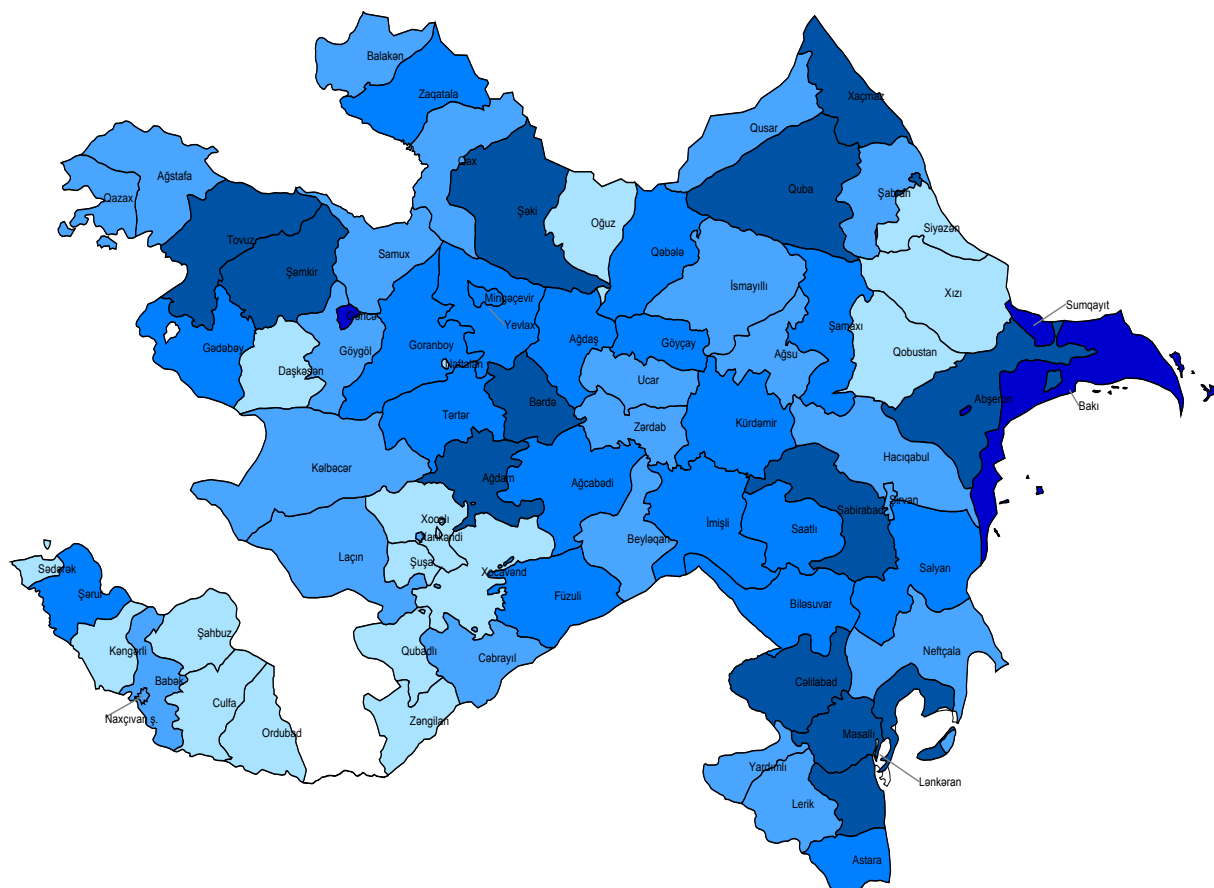 Balakən
Zaqatala
Xaçmaz
Qusar
Qax
Ağstafa
Qazax
Quba
Şabran
Şəki
Oğuz
Siyəzən
Tovuz
Samux
Qəbələ
Şəmkir
İsmayıllı
Xızı
Mingəçevir
Sumqayıt
Gəncə
Yevlax
Şamaxı
Gədəbəy
Göygöl
Goranboy
Ağdaş
Göyçay
Ağsu
Qobustan
Naftalan
Daşkəsən
Ucar
Abşeron
Bakı
Bərdə
Tərtər
Zərdab
Kürdəmir
Kəlbəcər
Hacıqabul
Ağdam
Ağcabədi
Şirvan
Sabirabad
Xocalı
İmişli
Saatlı
Xankəndi
Beyləqan
Laçın
Şuşa
Xocavənd
Salyan
Sədərək
Şərur
Füzuli
Biləsuvar
Şahbuz
Kəngərli
Qubadlı
Cəbrayıl
Neftçala
Babək
Cəlilabad
Culfa
Naxçıvan ş.
Zəngilan
Ordubad
Masallı
Yardımlı
Lənkəran
Lerik
Astara